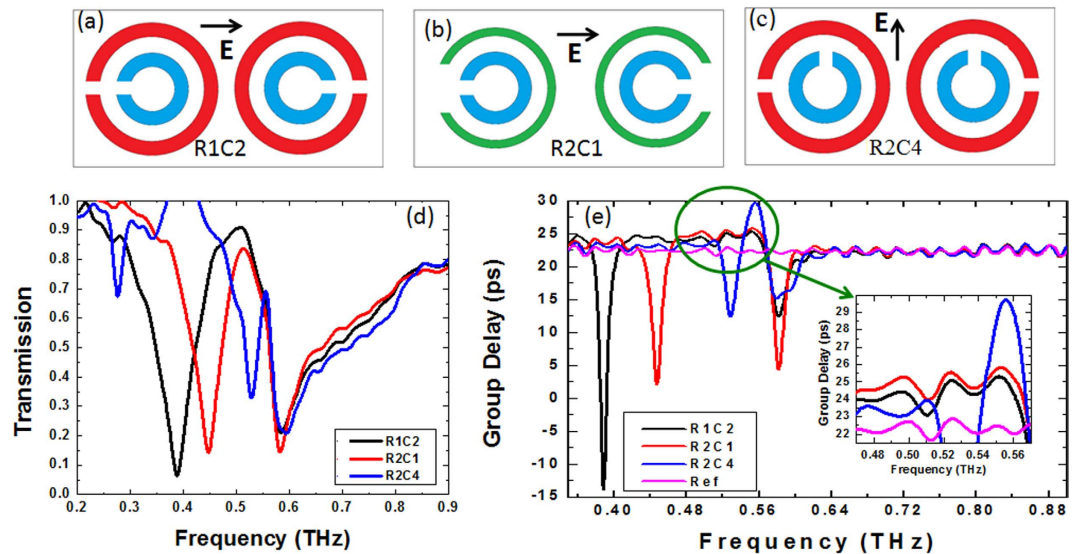 (a)
E
R1C2
(b)
E
R2C1
(c)
E
R2C4
(d)
1.0
0.9
0.8
0.7
0.6
0.5
0.4
0.3
0.2
0.1
0.0
Transmission
R1C2
R2C1
R2C4
0.2 0.3 0.4 0.5 0.6 0.7 0.8 0.9
Frequency (THz)
(e)
30
25
20
15
10
5
0
-5
-10
-15
Group Delay (ps)
R1C2
R2C1
R2C4
Ref
29
28
27
26
25
24
23
22
Group Delay (ps)
0.48 0.50 0.52 0.54 0.56
Frequency (THz)
0.40 0.48 0.56 0.64 0.72 0.80 0.88
Frequency (THz)